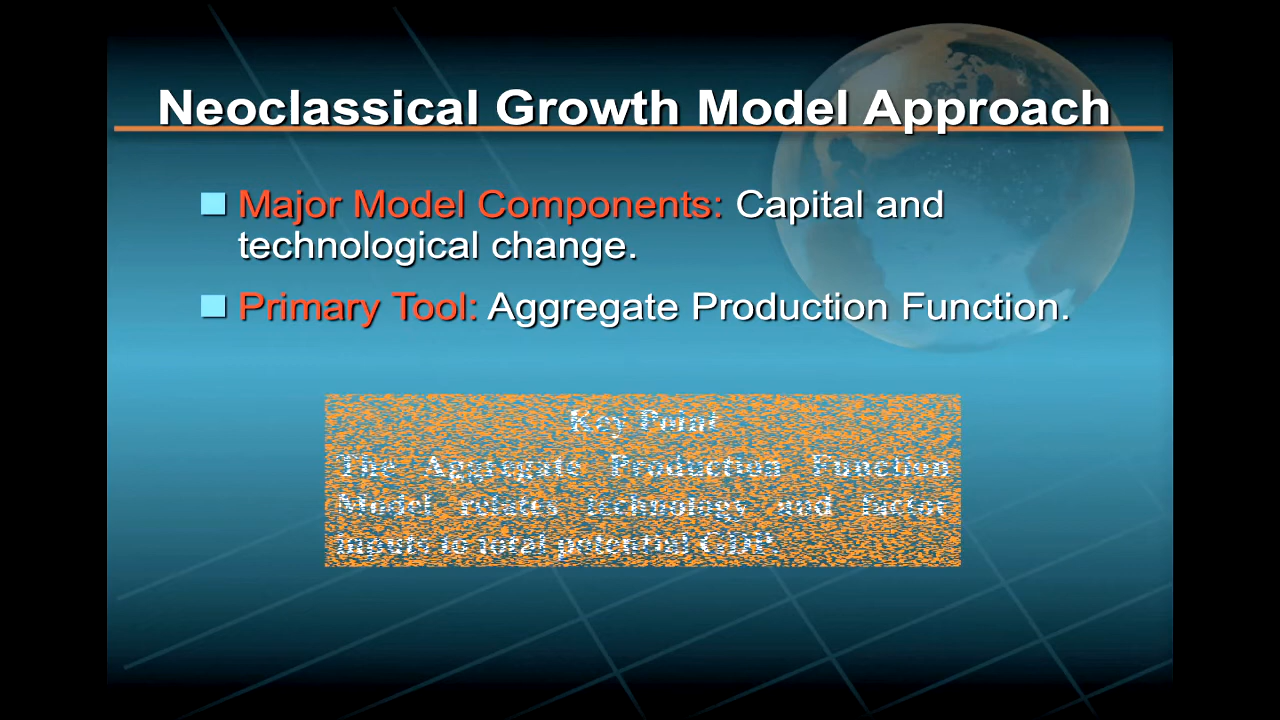 Neoclassical Growth Model Approach
Major Model Components: Capital and
technological change.
Primary Tool: Aggregate Production Function.
Key Point
The Aggregate Production Function
Model relates technology and factor
inputs to total potential GDP.